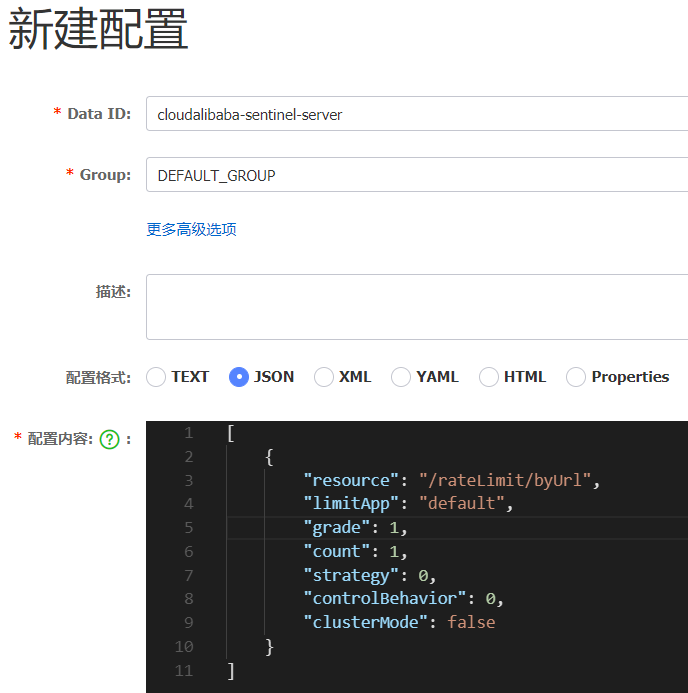 新建配置
* Data ID: cloudalibaba-sentinel-server
* Group: DEFAULT_GROUP
更多高级选项
描述:
配置格式: TEXT JSON XML YAML HTML Properties
* 配置内容: ? :
1 [
2 {
3 "resource": "/rateLimit/byUrl",
4 "limitApp": "default",
5 "grade": 1,
6 "count": 1,
7 "strategy": 0,
8 "controlBehavior": 0,
9 "clusterMode": false
10 }
11 ]